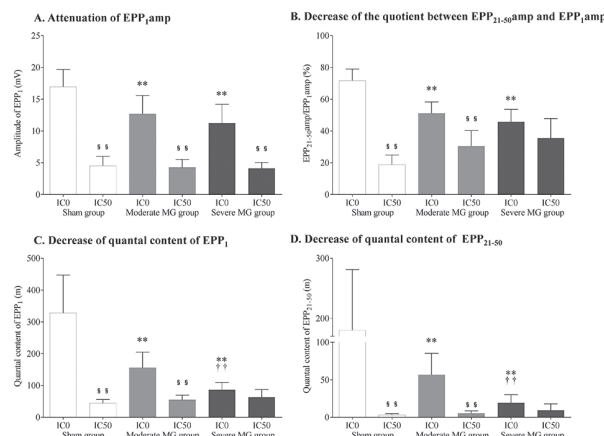 A. Attenuation of EPP1amp
Amplitude of EPP1 (mV)
25
20
15
10
5
0
**
§ §
**
§ §
**
§ §
IC0 IC50 IC0 IC50 IC0 IC50
Sham group Moderate MG group Severe MG group
B. Decrease of the quotient between EPP21-50amp and EPP1amp
EPP21-50amp/EPP1amp (%)
100
80
60
40
20
0
§ §
**
§ §
**
IC0 IC50 IC0 IC50 IC0 IC50
Sham group Moderate MG group Severe MG group
C. Decrease of quantal content of EPP1
Quantal content of EPP1 (m)
500
400
300
200
100
0
§ §
**
§ §
**
††
IC0 IC50 IC0 IC50 IC0 IC50
Sham group Moderate MG group Severe MG group
D. Decrease of quantal content of EPP21-50
Quantal content of EPP21-50 (m)
300
200
100
50
0
§ §
**
§ §
**
††
IC0 IC50 IC0 IC50 IC0 IC50
Sham group Moderate MG group Severe MG group